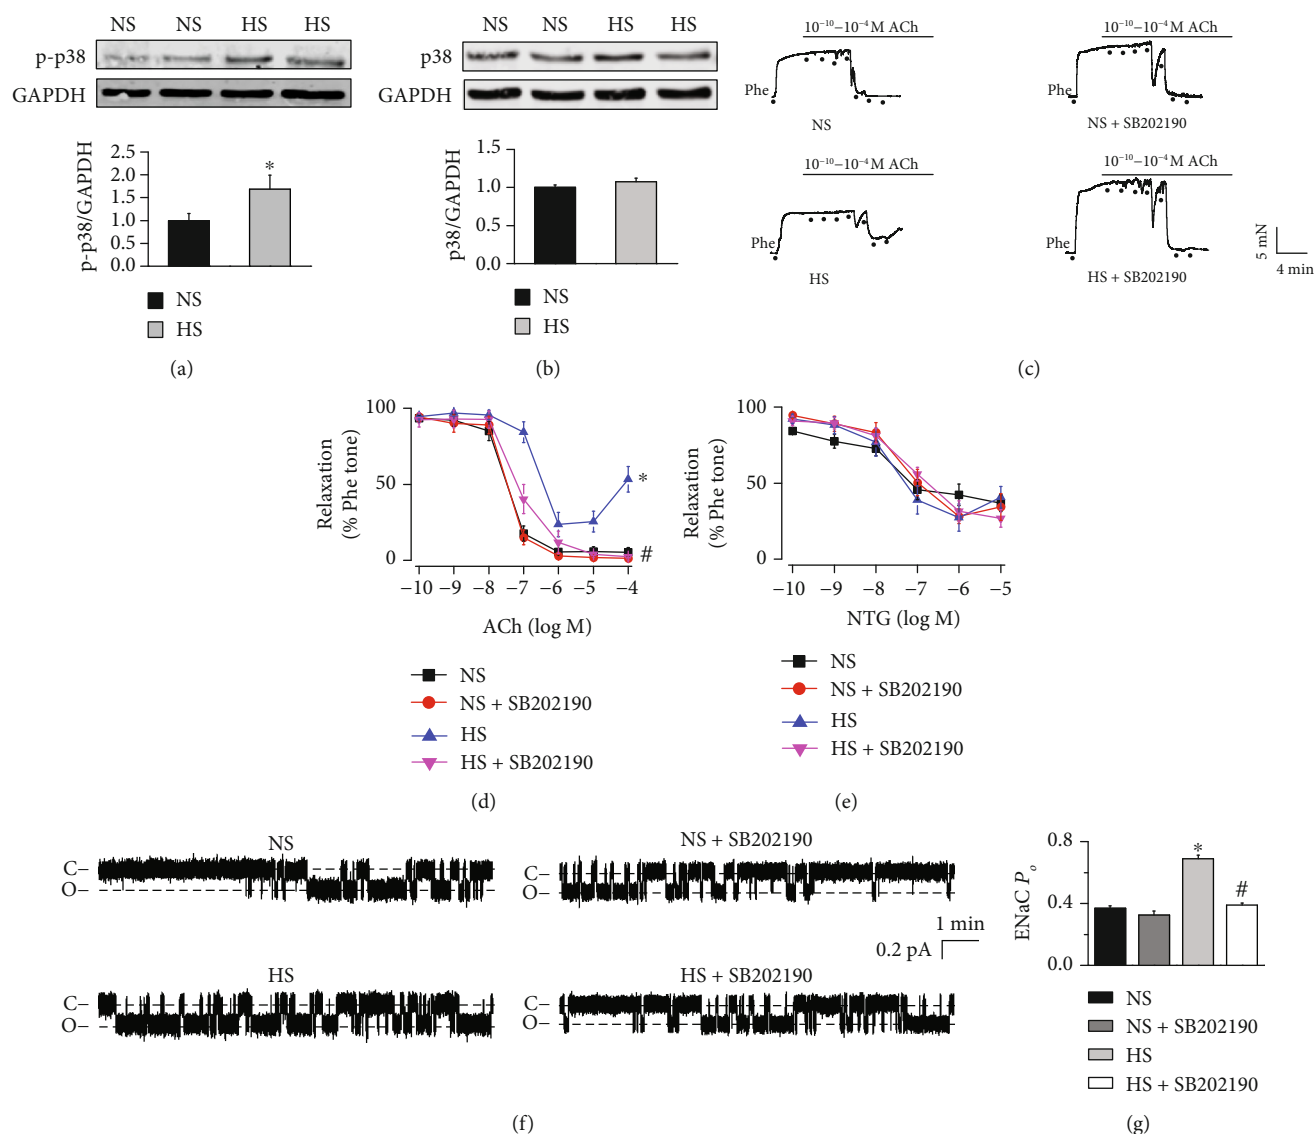 NS NS HS HS
p-p38
GAPDH
p-p38/GAPDH
2.5
2.0
1.5
1.0
0.5
0.0
*
NS
HS
(a)
NS NS HS HS
p38
GAPDH
p38/GAPDH
1.5
1.0
0.5
0.0
NS
HS
(b)
10⁻¹⁰–10⁻⁴ M ACh
Phe
NS
10⁻¹⁰–10⁻⁴ M ACh
Phe
NS + SB202190
10⁻¹⁰–10⁻⁴ M ACh
Phe
HS
10⁻¹⁰–10⁻⁴ M ACh
Phe
HS + SB202190
5 mN
4 min
(c)
Relaxation
(% Phe tone)
100
50
0
*
#
−10 −9 −8 −7 −6 −5 −4
ACh (log M)
NS
NS + SB202190
HS
HS + SB202190
(d)
Relaxation
(% Phe tone)
100
50
0
−10 −9 −8 −7 −6 −5
NTG (log M)
NS
NS + SB202190
HS
HS + SB202190
(e)
NS
C–
O–
NS + SB202190
C–
O–
1 min
0.2 pA
HS
C–
O–
HS + SB202190
C–
O–
(f)
ENaC Pₒ
0.8
0.4
0.0
*
#
NS
NS + SB202190
HS
HS + SB202190
(g)